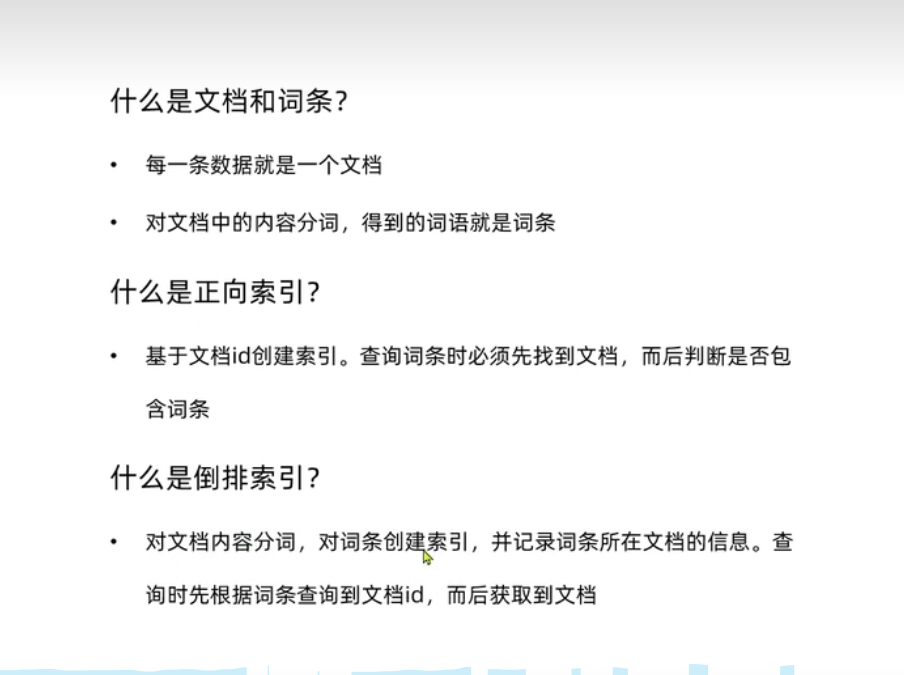 什么是文档和词条?
• 每一条数据就是一个文档
• 对文档中的内容分词，得到的词语就是词条
什么是正向索引?
• 基于文档id创建索引。查询词条时必须先找到文档，而后判断是否包
含词条
什么是倒排索引?
• 对文档内容分词，对词条创建索引，并记录词条所在文档的信息。查
询时先根据词条查询到文档id，而后获取到文档